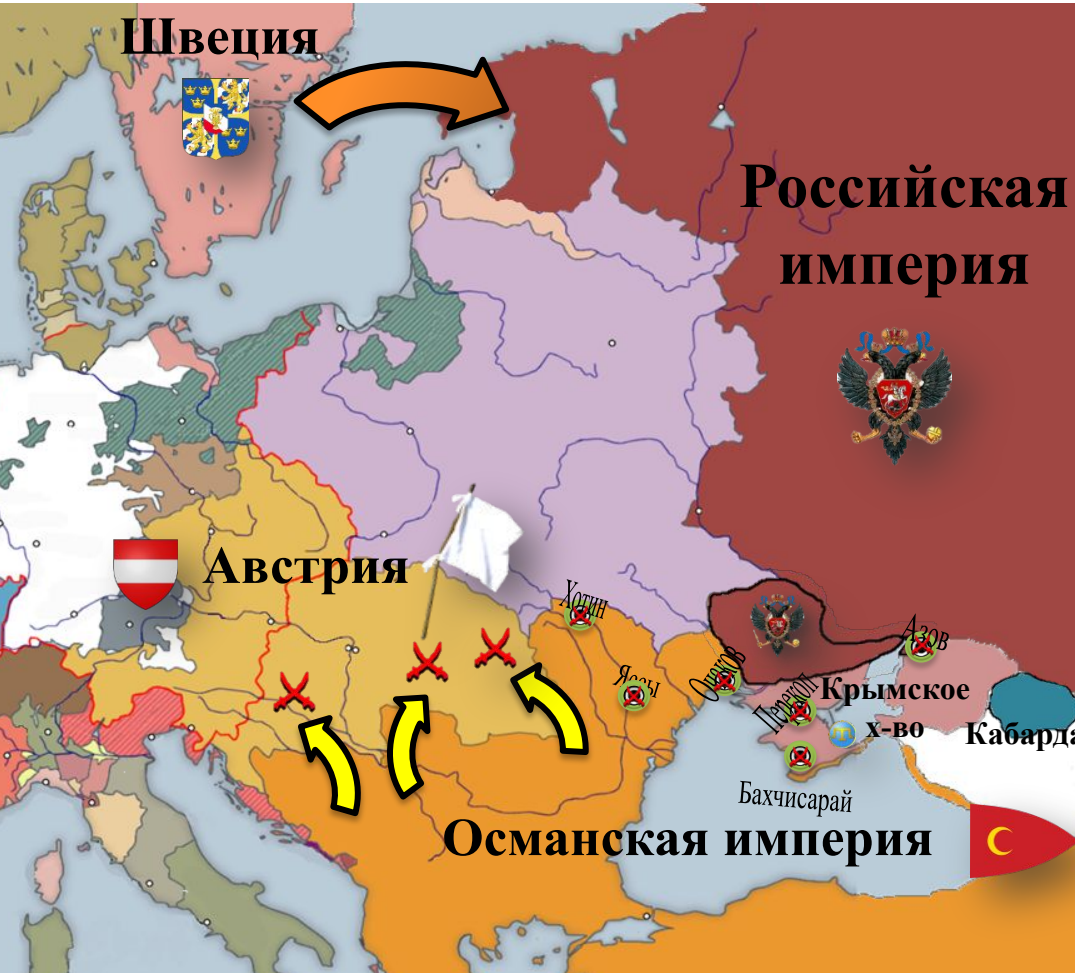 Швеция
Российская
империя
Австрия
Хотин
Азов
Яссы
Очаков
Перекоп
Крымское
х-во
Кабарда
Бахчисарай
Османская империя